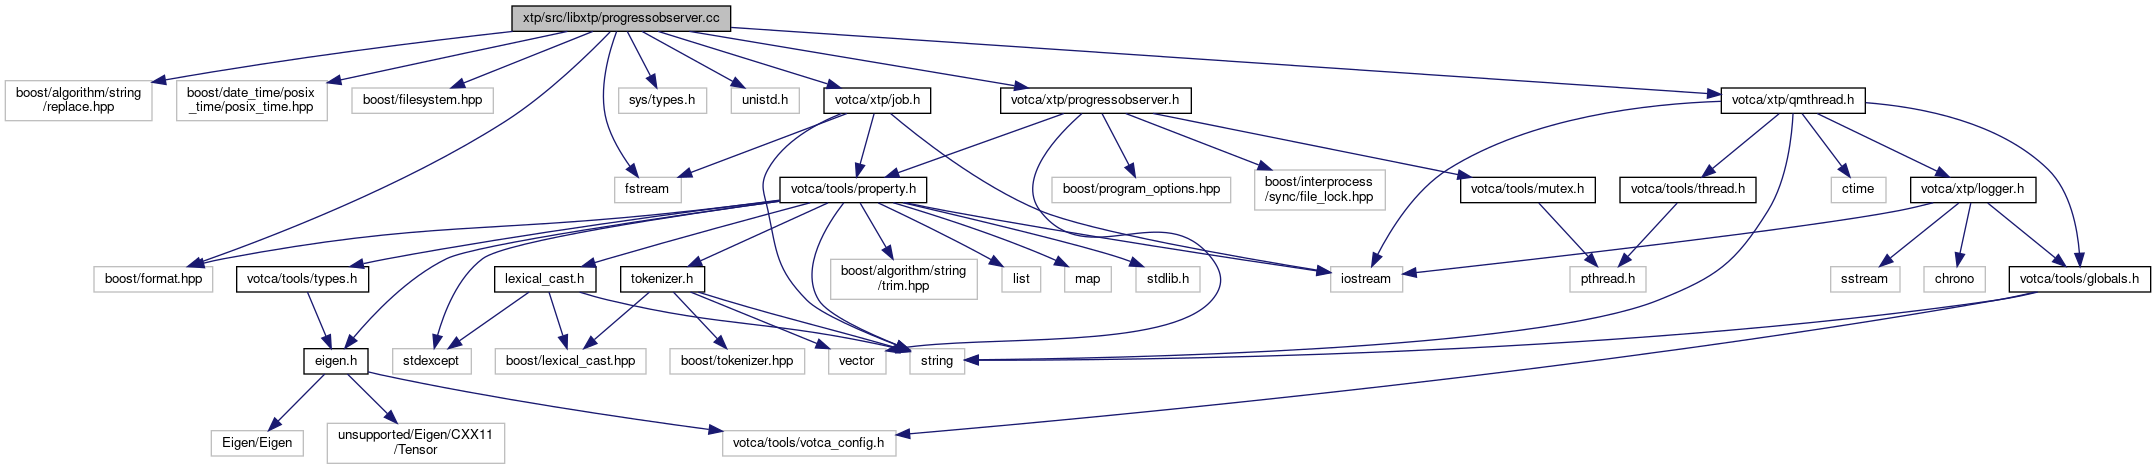 xtp/src/libxtp/progressobserver.cc
boost/algorithm/string
/replace.hpp
boost/date_time/posix
_time/posix_time.hpp
boost/filesystem.hpp
sys/types.h
unistd.h
votca/xtp/job.h
votca/xtp/progressobserver.h
votca/xtp/qmthread.h
fstream
votca/tools/property.h
boost/program_options.hpp
boost/interprocess
/sync/file_lock.hpp
votca/tools/mutex.h
votca/tools/thread.h
ctime
votca/xtp/logger.h
boost/format.hpp
votca/tools/types.h
lexical_cast.h
tokenizer.h
boost/algorithm/string
/trim.hpp
list
map
stdlib.h
iostream
pthread.h
sstream
chrono
votca/tools/globals.h
eigen.h
stdexcept
boost/lexical_cast.hpp
boost/tokenizer.hpp
vector
string
Eigen/Eigen
unsupported/Eigen/CXX11
/Tensor
votca/tools/votca_config.h